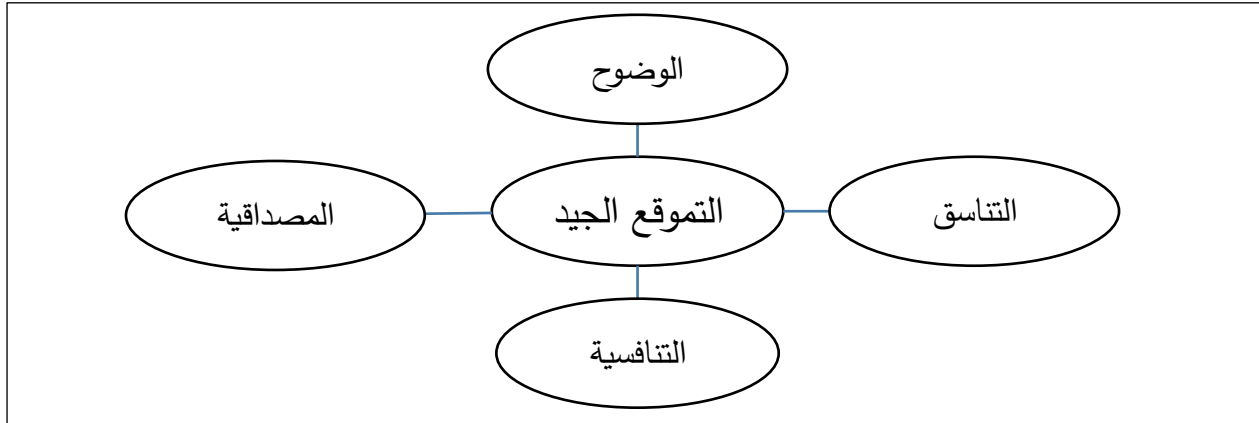 الوضوح
التناسق
التموقع الجيد
المصداقية
التنافسية